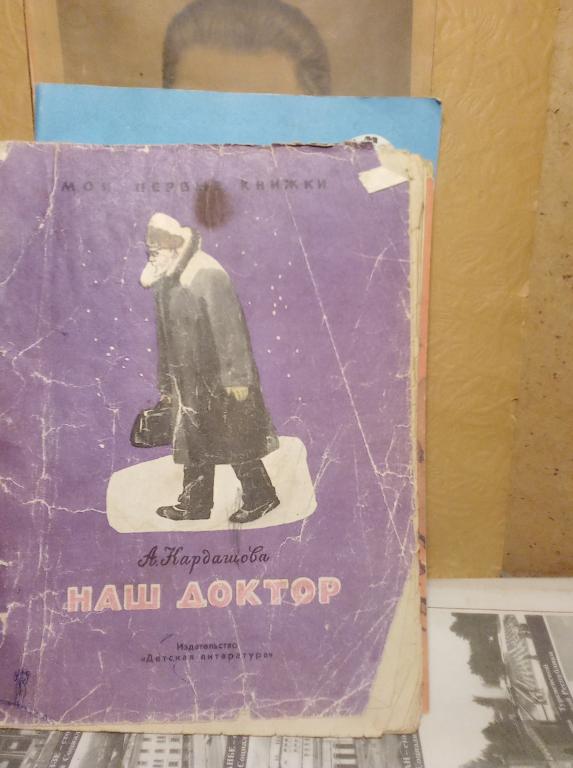 МОИ ПЕРВЫЕ КНИЖКИ
А. Кардашова
НАШ ДОКТОР
Издательство
«Детская литература»